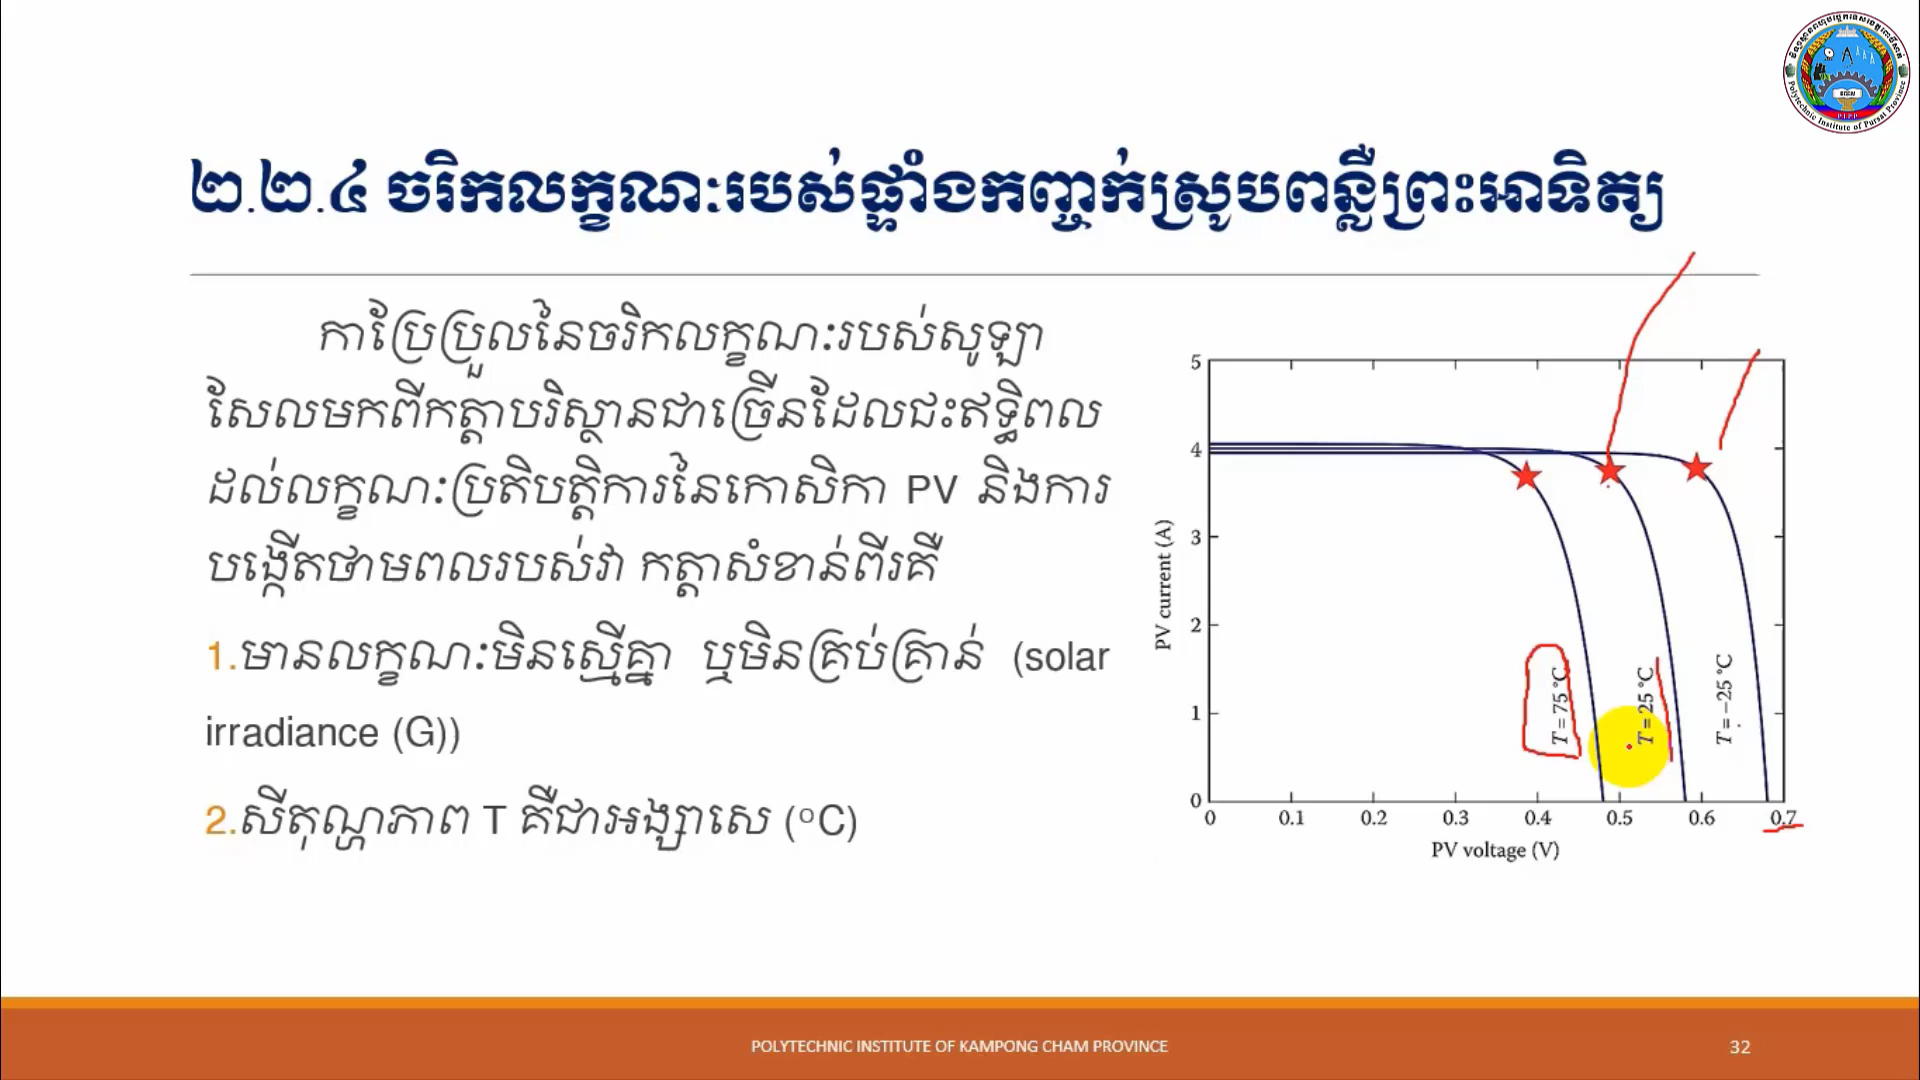 ២.២.៤ ចរិកលក្ខណៈរបស់ផ្ទាំងកញ្ចក់ស្រូបពន្លឺព្រះអាទិត្យ
កាប្រែប្រួលនៃចរិកលក្ខណៈរបស់សូឡា
សែលមកពីកត្តាបរិស្ថានជាច្រើនដែលជះឥទ្ធិពល
ដល់លក្ខណៈប្រតិបត្តិការនៃកោសិកា PV និងការ
បង្កើតថាមពលរបស់វា កត្តាសំខាន់ពីរគឺ
1.មានលក្ខណៈមិនស្មើគ្នា ឬមិនគ្រប់គ្រាន់ (solar
irradiance (G))
2.សីតុណ្ហភាព T គឺជាអង្សាសេ (°C)
5
4
3
2
1
0
PV current (A)
T = 75 °C
T = 25 °C
T = −25 °C
0 0.1 0.2 0.3 0.4 0.5 0.6 0.7
PV voltage (V)
Polytechnic Institute of Pursat Province
PIPP
POLYTECHNIC INSTITUTE OF KAMPONG CHAM PROVINCE
32